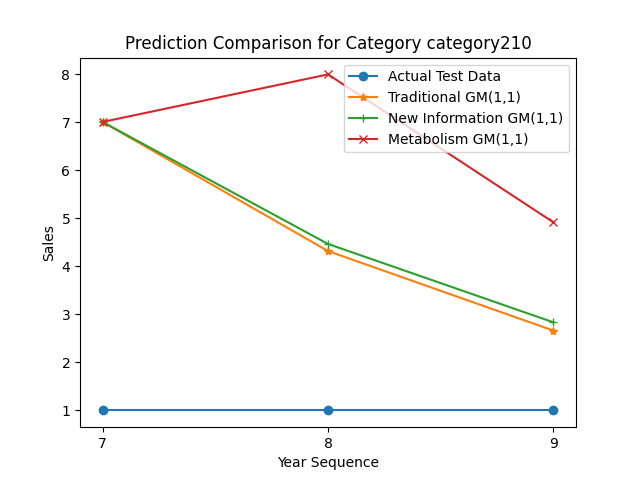 Prediction Comparison for Category category210
8
7
6
5
4
3
2
1
Sales
Actual Test Data
Traditional GM(1,1)
New Information GM(1,1)
Metabolism GM(1,1)
7
8
9
Year Sequence